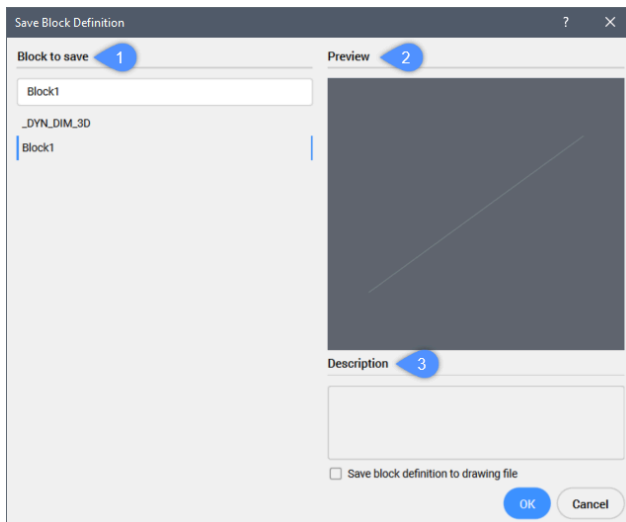 Save Block Definition ? ×
Block to save 1
Block1
_DYN_DIM_3D
Block1
Preview 2
Description 3
Save block definition to drawing file
OK Cancel